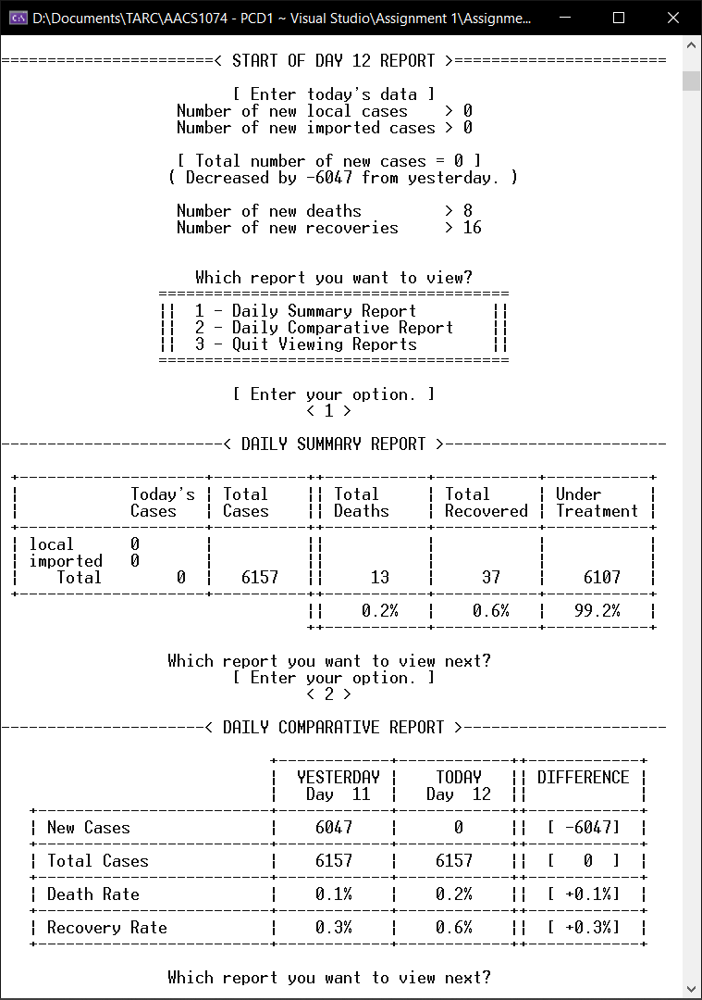 D:\Documents\TARC\AACS1074 - PCD1 ~ Visual Studio\Assignment 1\Assignme...
=======================< START OF DAY 12 REPORT >=======================
[ Enter today's data ]
Number of new local cases    > 0
Number of new imported cases > 0
[ Total number of new cases = 0 ]
( Decreased by -6047 from yesterday. )
Number of new deaths         > 8
Number of new recoveries     > 16
Which report you want to view?
======================================
||  1 - Daily Summary Report        ||
||  2 - Daily Comparative Report    ||
||  3 - Quit Viewing Reports        ||
======================================
[ Enter your option. ]
< 1 >
------------------------< DAILY SUMMARY REPORT >------------------------
+--------------------+----------++-----------+-----------+-----------+
|            Today's | Total    || Total     | Total     | Under     |
|            Cases   | Cases    || Deaths    | Recovered | Treatment |
+--------------------+----------++-----------+-----------+-----------+
| local      0       |          ||           |           |           |
| imported   0       |          ||           |           |           |
|    Total        0  |   6157   ||     13    |     37    |    6107   |
+--------------------+----------++-----------+-----------+-----------+
||    0.2%   |    0.6%   |   99.2%   |
++-----------+-----------+-----------+
Which report you want to view next?
[ Enter your option. ]
< 2 >
----------------------< DAILY COMPARATIVE REPORT >----------------------
+------------+------------++------------+
|  YESTERDAY |    TODAY   || DIFFERENCE |
|   Day  11  |   Day  12  ||            |
+-------------------------+------------+------------++------------+
| New Cases               |    6047    |      0     ||  [ -6047]  |
+-------------------------+------------+------------++------------+
| Total Cases             |    6157    |    6157    ||  [   0  ]  |
+-------------------------+------------+------------++------------+
| Death Rate              |    0.1%    |    0.2%    ||  [ +0.1%]  |
+-------------------------+------------+------------++------------+
| Recovery Rate           |    0.3%    |    0.6%    ||  [ +0.3%]  |
+-------------------------+------------+------------++------------+
Which report you want to view next?